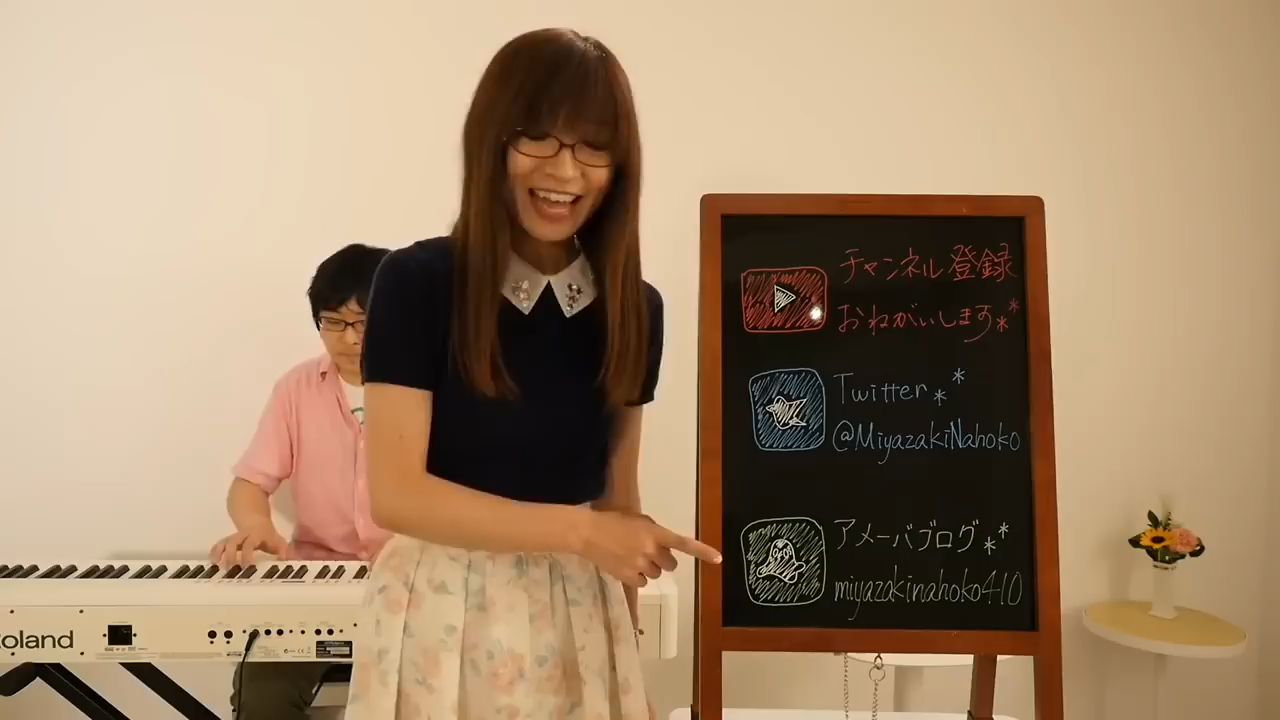 チャンネル登録
おねがいします**
Twitter**
@MiyazakiNahoko
アメーバブログ**
miyazakinahoko410
Roland